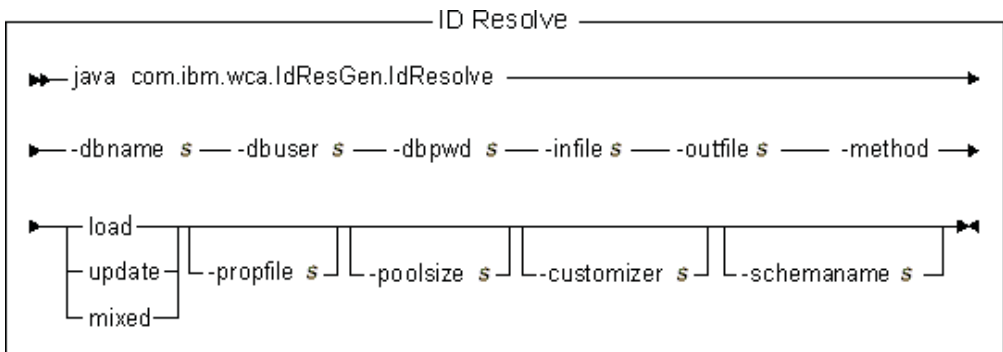 ID Resolve
java com.ibm.wca.IdResGen.IdResolve
-dbname s -dbuser s -dbpwd s -infile s -outfile s -method
load
update -propfile s -poolsize s -customizer s -schemaname s
mixed